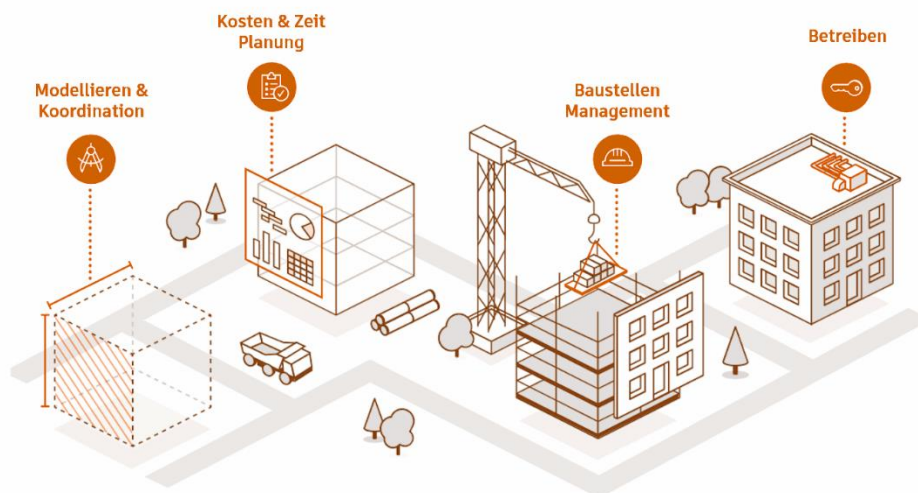 Kosten & Zeit
Planung
Betreiben
Modellieren &
Koordination
Baustellen
Management